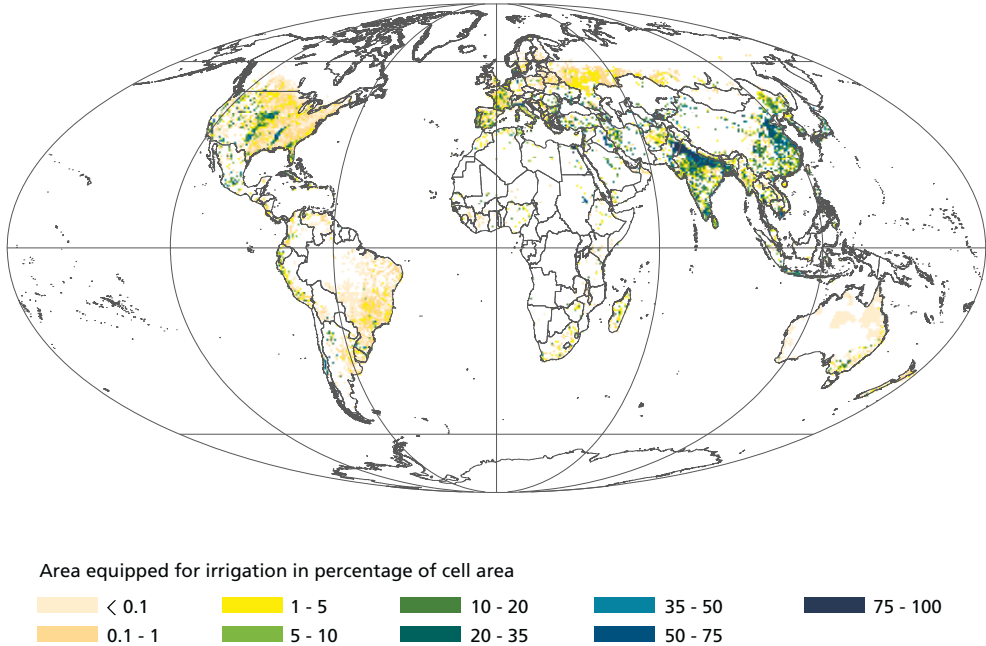 Area equipped for irrigation in percentage of cell area
< 0.1
1 - 5
10 - 20
35 - 50
75 - 100
0.1 - 1
5 - 10
20 - 35
50 - 75